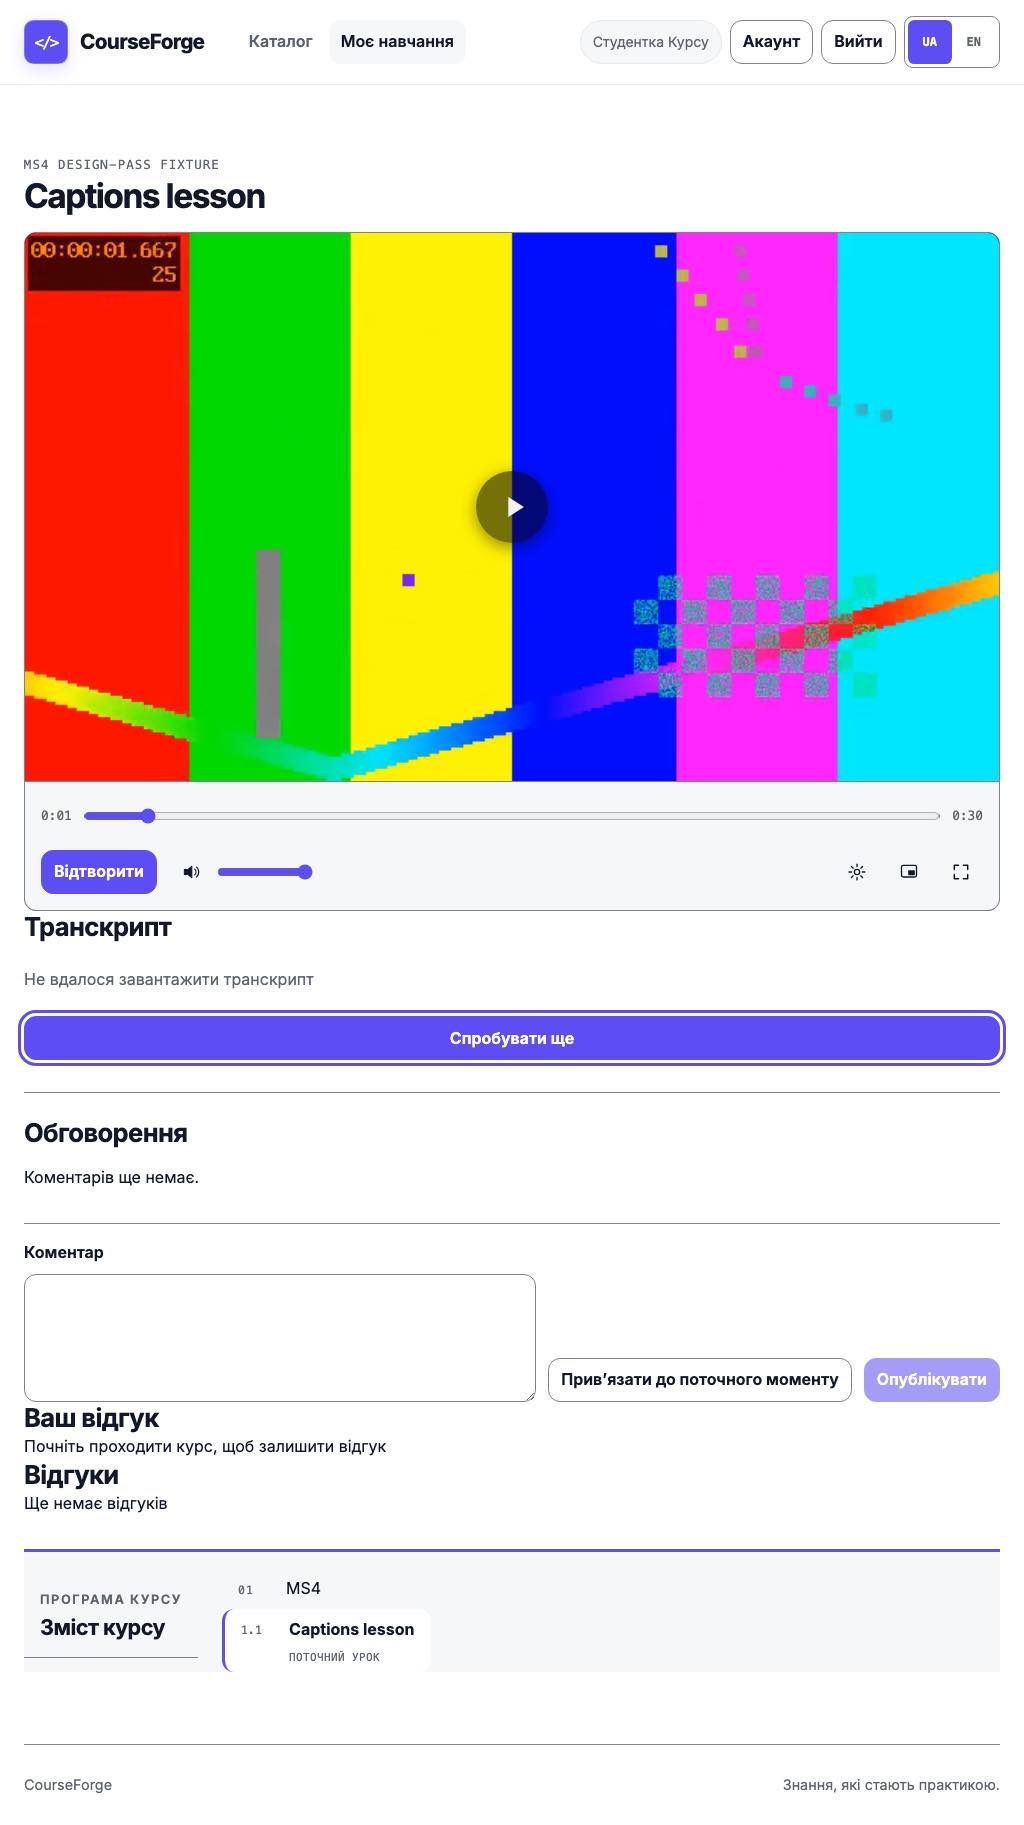 </> CourseForge Каталог Моє навчання Студентка Курсу Акаунт Вийти UA EN
MS4 DESIGN-PASS FIXTURE
Captions lesson
00:00:01.667
25
0:01 0:30
Відтворити
Транскрипт
Не вдалося завантажити транскрипт
Спробувати ще
Обговорення
Коментарів ще немає.
Коментар
Прив’язати до поточного моменту Опублікувати
Ваш відгук
Почніть проходити курс, щоб залишити відгук
Відгуки
Ще немає відгуків
ПРОГРАМА КУРСУ
Зміст курсу
01 MS4
1.1 Captions lesson
ПОТОЧНИЙ УРОК
CourseForge Знання, які стають практикою.